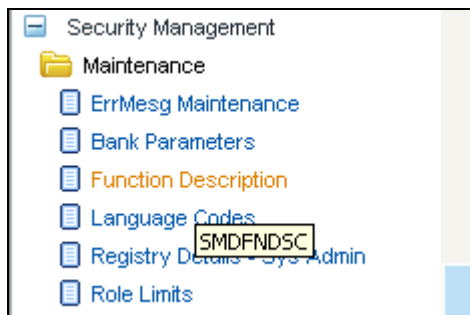 Security Management
Maintenance
ErrMesg Maintenance
Bank Parameters
Function Description
Language Codes
SMDFNDSC
Registry Details - Sys Admin
Role Limits